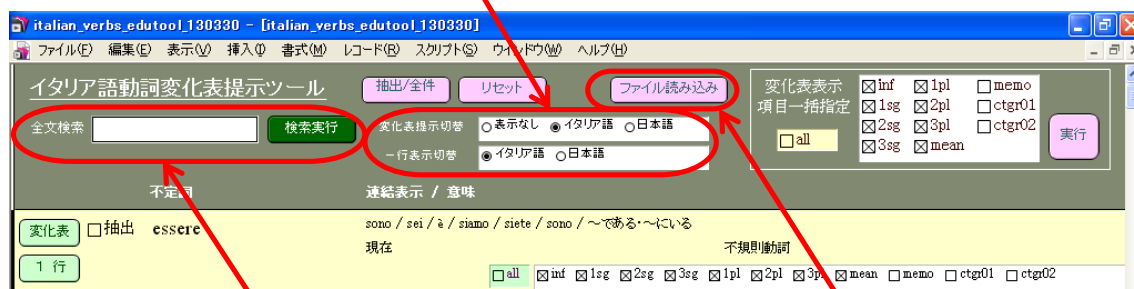 italian_verbs_edutool_130330 - [italian_verbs_edutool_130330]
ファイル(F) 編集(E) 表示(V) 挿入(I) 書式(M) レコード(R) スクリプト(S) ウインドウ(W) ヘルプ(H)
イタリア語動詞変化表提示ツール 抽出/全件 リセット ファイル読み込み
変化表表示 項目一括指定 all
inf 1pl memo
1sg 2pl ctgr01
2sg 3pl ctgr02
3sg mean
実行
全文検索 検索実行
変化表提示切替 表示なし イタリア語 日本語
一行表示切替 イタリア語 日本語
不定詞 連結表示 / 意味
変化表 抽出 essere
sono / sei / è / siamo / siete / sono / ~である・~にいる
現在 不規則動詞
1 行
all inf 1sg 2sg 3sg 1pl 2pl 3pl mean memo ctgr01 ctgr02